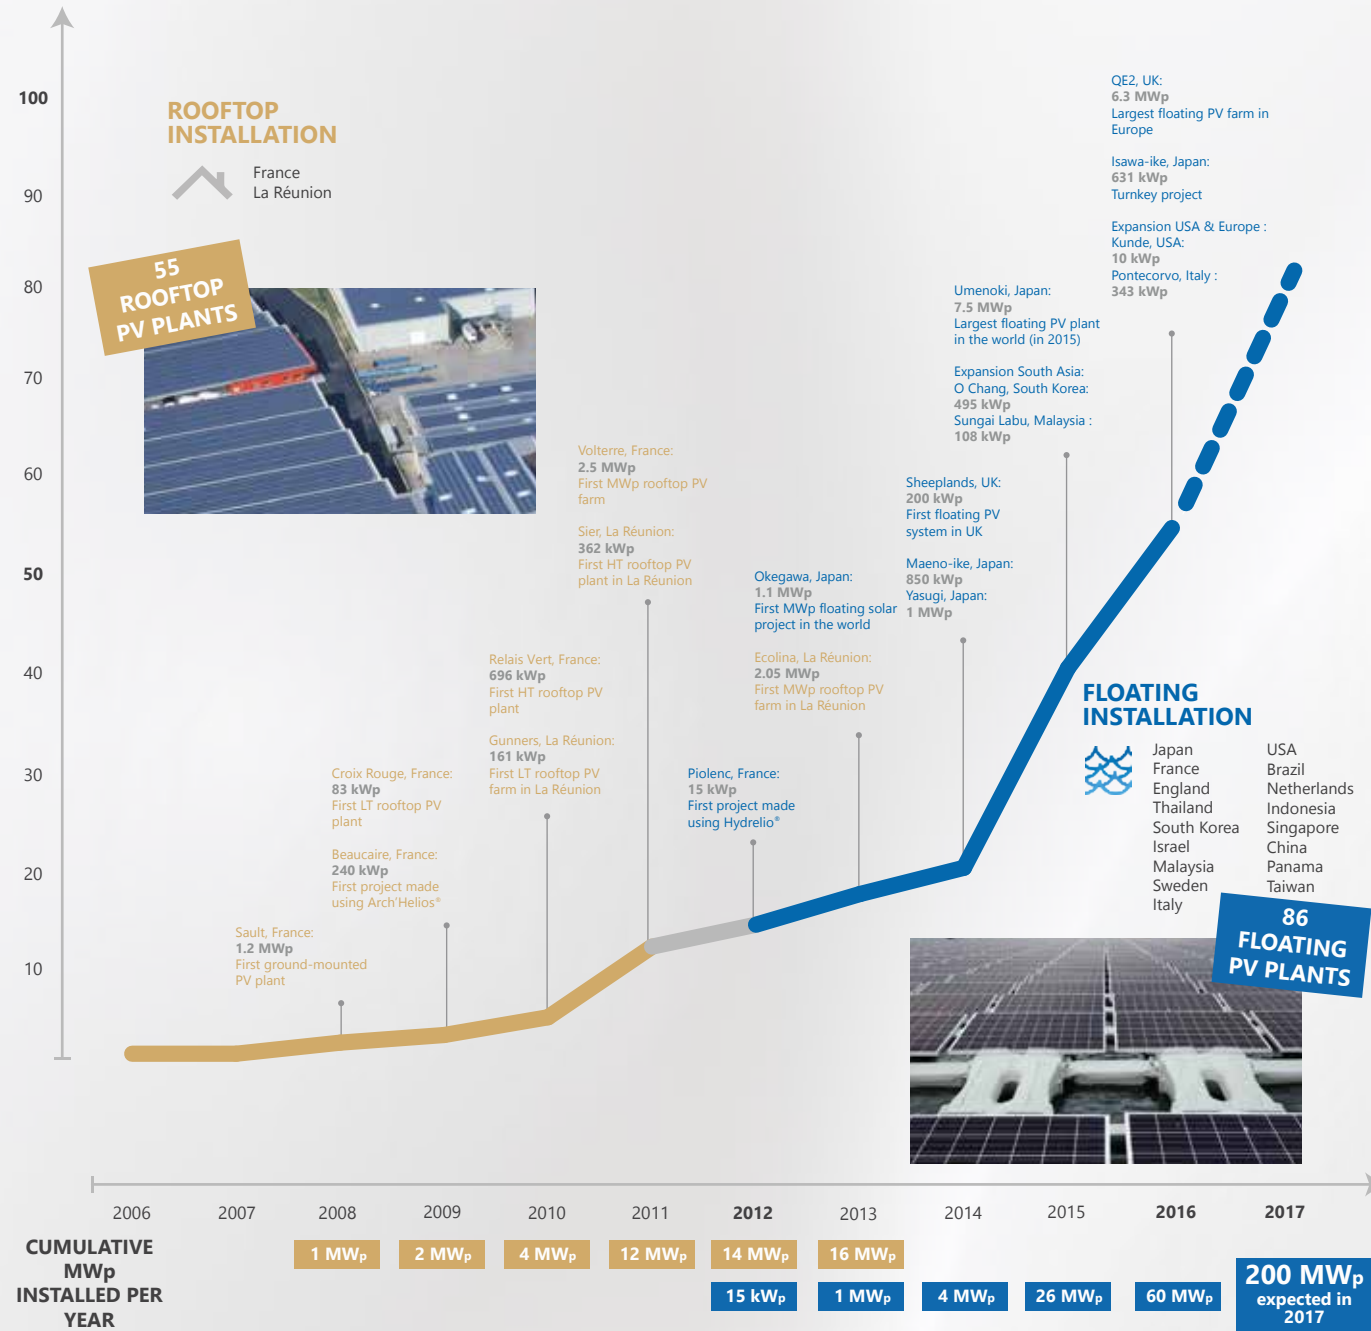 100
90
80
70
60
50
40
30
20
10
ROOFTOP
INSTALLATION
France
La Réunion
55
ROOFTOP
PV PLANTS
Sault, France:
1.2 MWp
First ground-mounted
PV plant
Croix Rouge, France:
83 kWp
First LT rooftop PV
plant
Beaucaire, France:
240 kWp
First project made
using Arch'Helios®
Relais Vert, France:
696 kWp
First HT rooftop PV
plant
Gunners, La Réunion:
161 kWp
First LT rooftop PV
farm in La Réunion
Volterre, France:
2.5 MWp
First MWp rooftop PV
farm
Sier, La Réunion:
362 kWp
First HT rooftop PV
plant in La Réunion
Piolenc, France:
15 kWp
First project made
using Hydrelio®
Okegawa, Japan:
1.1 MWp
First MWp floating solar
project in the world
Ecolina, La Réunion:
2.05 MWp
First MWp rooftop PV
farm in La Réunion
Sheeplands, UK:
200 kWp
First floating PV
system in UK
Maeno-ike, Japan:
850 kWp
Yasugi, Japan:
1 MWp
Umenoki, Japan:
7.5 MWp
Largest floating PV plant
in the world (in 2015)
Expansion South Asia:
O Chang, South Korea:
495 kWp
Sungai Labu, Malaysia :
108 kWp
QE2, UK:
6.3 MWp
Largest floating PV farm in
Europe
Isawa-ike, Japan:
631 kWp
Turnkey project
Expansion USA & Europe :
Kunde, USA:
10 kWp
Pontecorvo, Italy :
343 kWp
FLOATING
INSTALLATION
Japan
France
England
Thailand
South Korea
Israel
Malaysia
Sweden
Italy
USA
Brazil
Netherlands
Indonesia
Singapore
China
Panama
Taiwan
86
FLOATING
PV PLANTS
2006 2007 2008 2009 2010 2011 2012 2013 2014 2015 2016 2017
CUMULATIVE
MWp
INSTALLED PER
YEAR
1 MWp 2 MWp 4 MWp 12 MWp 14 MWp 16 MWp
15 kWp 1 MWp 4 MWp 26 MWp 60 MWp
200 MWp
expected in
2017